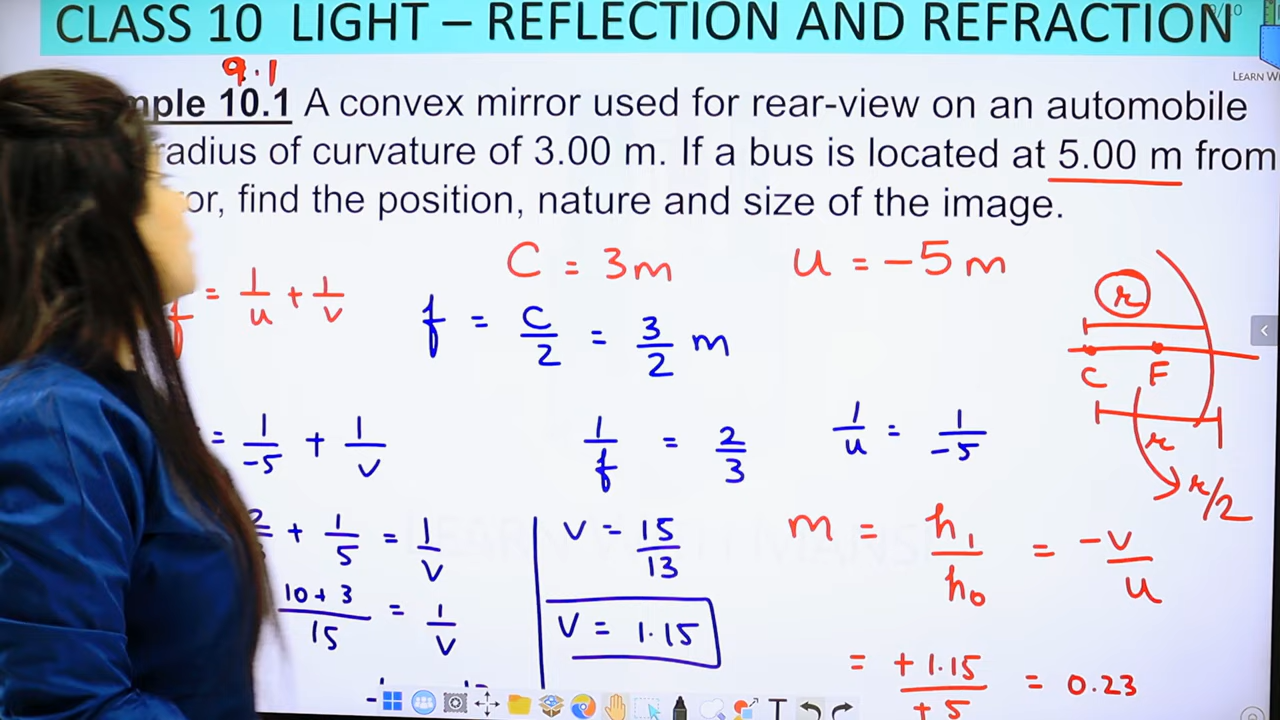 CLASS 10 LIGHT – REFLECTION AND REFRACTION
LEARN WI
9.1
mple 10.1 A convex mirror used for rear-view on an automobile
radius of curvature of 3.00 m. If a bus is located at 5.00 m from
or, find the position, nature and size of the image.
C = 3m
u = -5m
f = 1/u + 1/v
f = C/2 = 3/2 m
r
C F
r
r/2
= 1/-5 + 1/v
1/f = 2/3
1/u = 1/-5
+ 1/5 = 1/v
v = 15/13
m = h1/h0 = -v/u
10+3/15 = 1/v
v = 1.15
= +1.15/+5 = 0.23